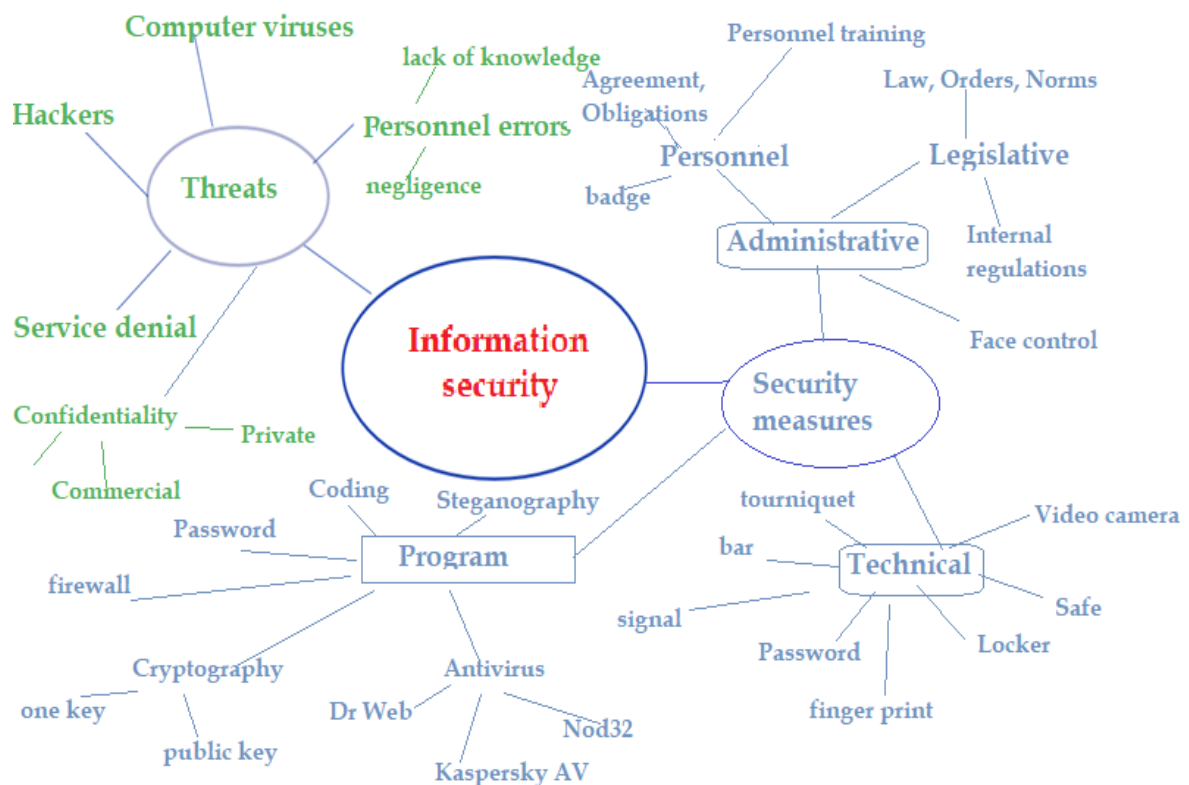 Computer viruses
Hackers
lack of knowledge
Personnel errors
negligence
Threats
Service denial
Confidentiality
Private
Commercial
Information
security
Personnel training
Agreement,
Obligations
Personnel
badge
Law, Orders, Norms
Legislative
Internal
regulations
Administrative
Face control
Security
measures
Coding
Steganography
Password
Program
firewall
Cryptography
one key
public key
Antivirus
Dr Web
Nod32
Kaspersky AV
tourniquet
Video camera
bar
Technical
signal
Safe
Password
Locker
finger print